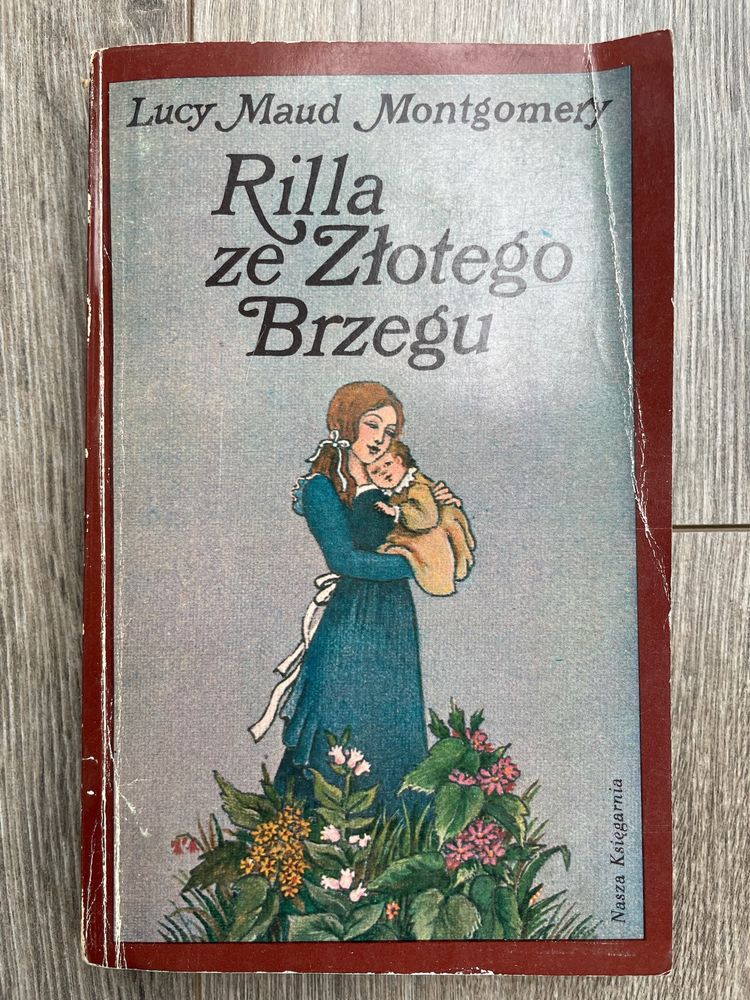 Lucy Maud Montgomery
Rilla
ze Złotego
Brzegu
Nasza Księgarnia